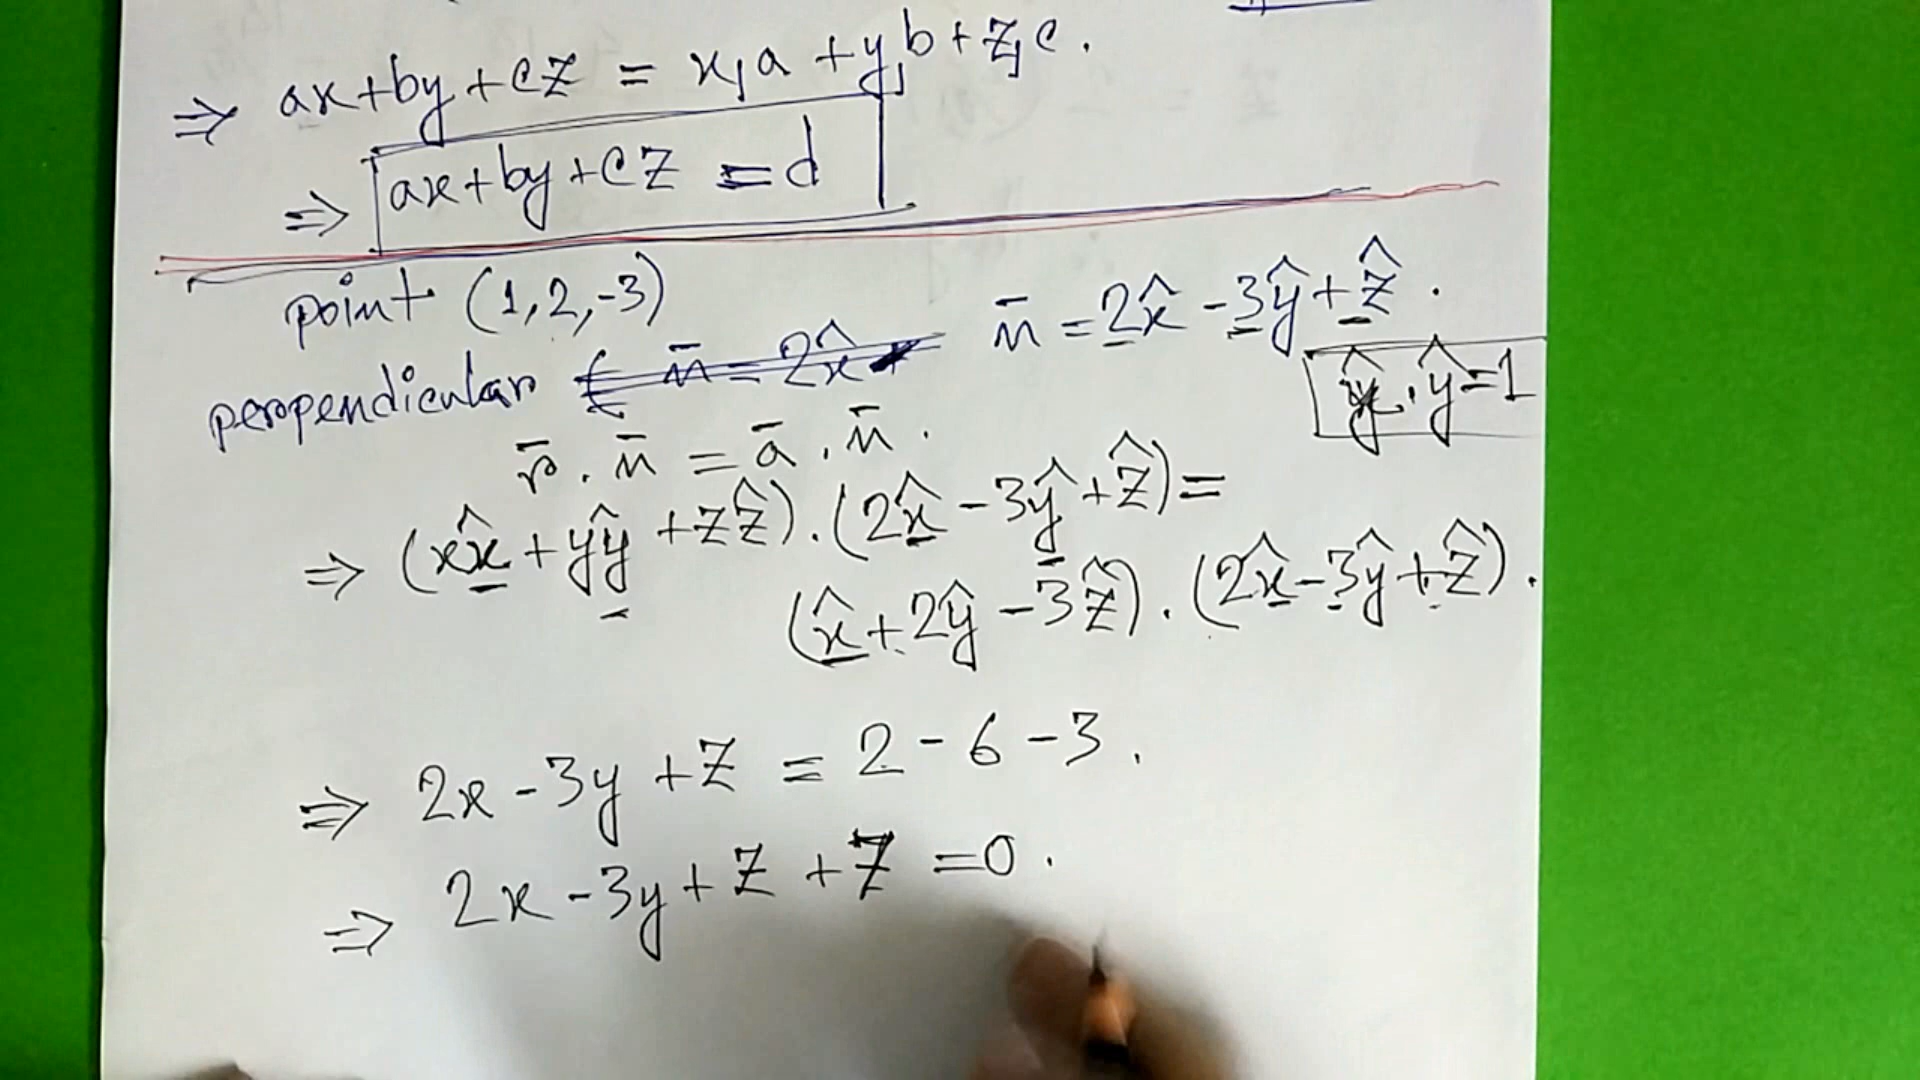 ⇒ ax+by+cz = x₁a + y₁b + z₁c.
⇒ ax+by+cz = d
point (1, 2, -3)
n̄ = 2x̂ - 3ŷ + ẑ.
perpendicular n̄ = 2x̂
ŷ . ŷ = 1
r̄ . n̄ = ā . n̄.
⇒ (xx̂ + yŷ + zẑ) . (2x̂ - 3ŷ + ẑ) =
(x̂ + 2ŷ - 3ẑ) . (2x̂ - 3ŷ + ẑ).
⇒ 2x - 3y + z = 2 - 6 - 3.
⇒ 2x - 3y + z + 7 = 0.